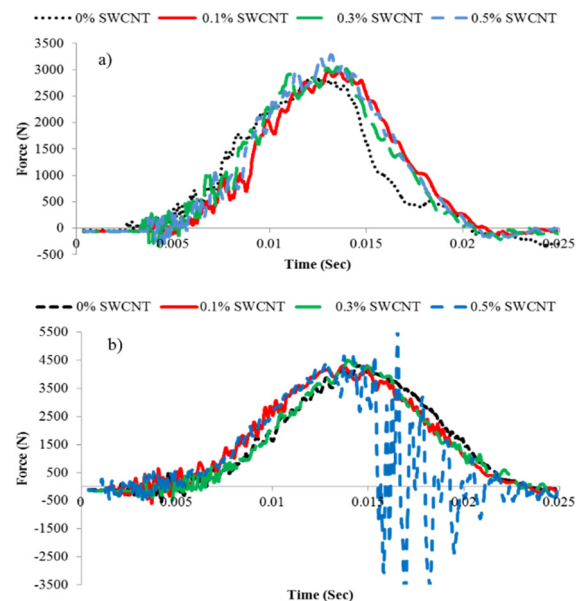 0% SWCNT 0.1% SWCNT 0.3% SWCNT 0.5% SWCNT
a)
3500
3000
2500
2000
1500
1000
500
0
-500
Force (N)
0 0.005 0.01 0.015 0.02 0.025
Time (Sec)
0% SWCNT 0.1% SWCNT 0.3% SWCNT 0.5% SWCNT
b)
5500
4500
3500
2500
1500
500
-500
-1500
-2500
-3500
Force (N)
0 0.005 0.01 0.015 0.02 0.025
Time (Sec)